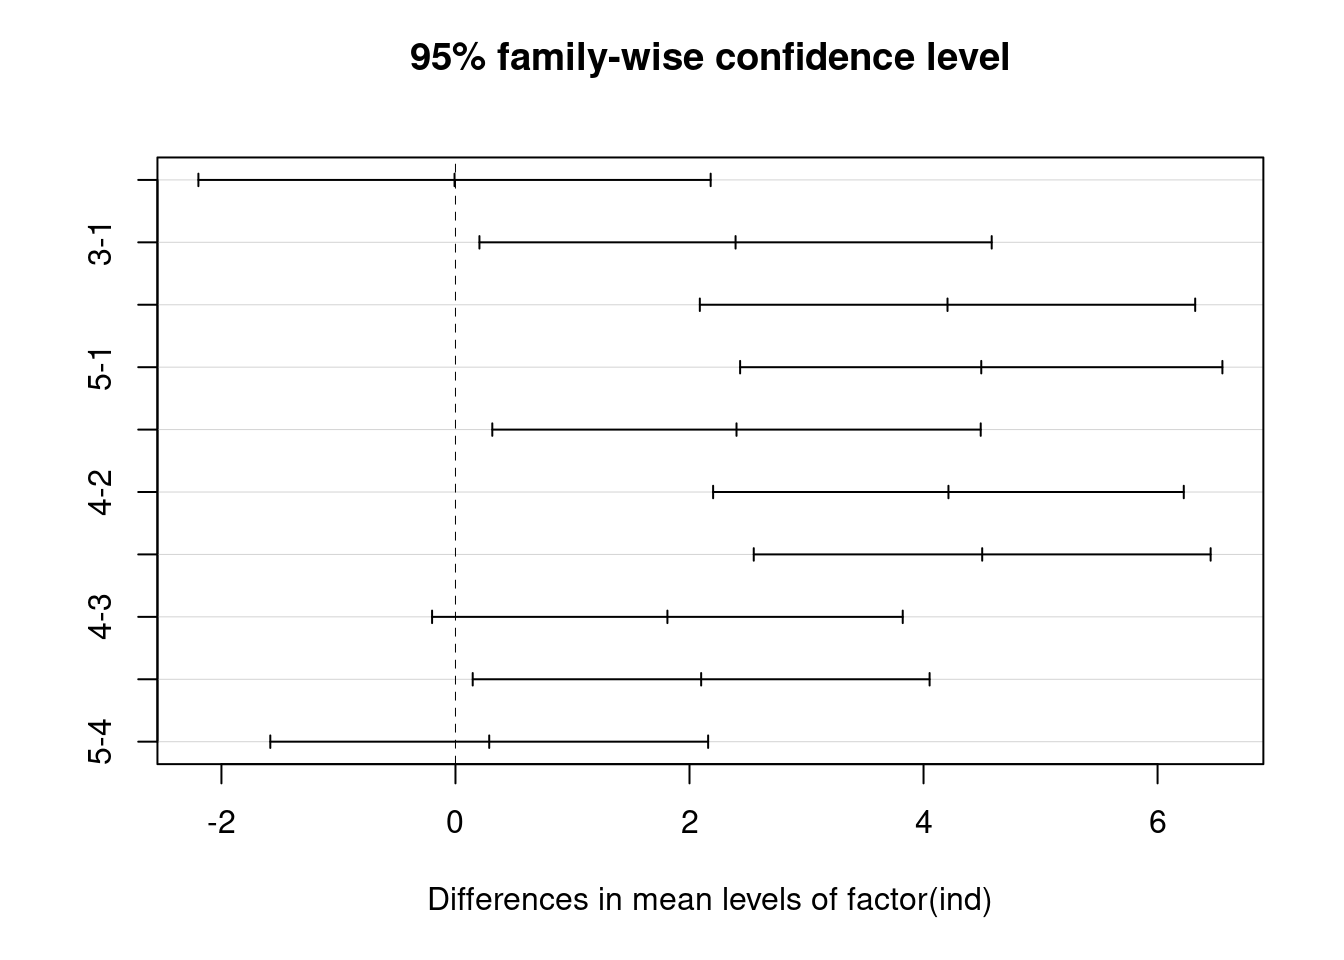 95% family-wise confidence level
3-1
5-1
4-2
4-3
5-4
-2 0 2 4 6
Differences in mean levels of factor(ind)